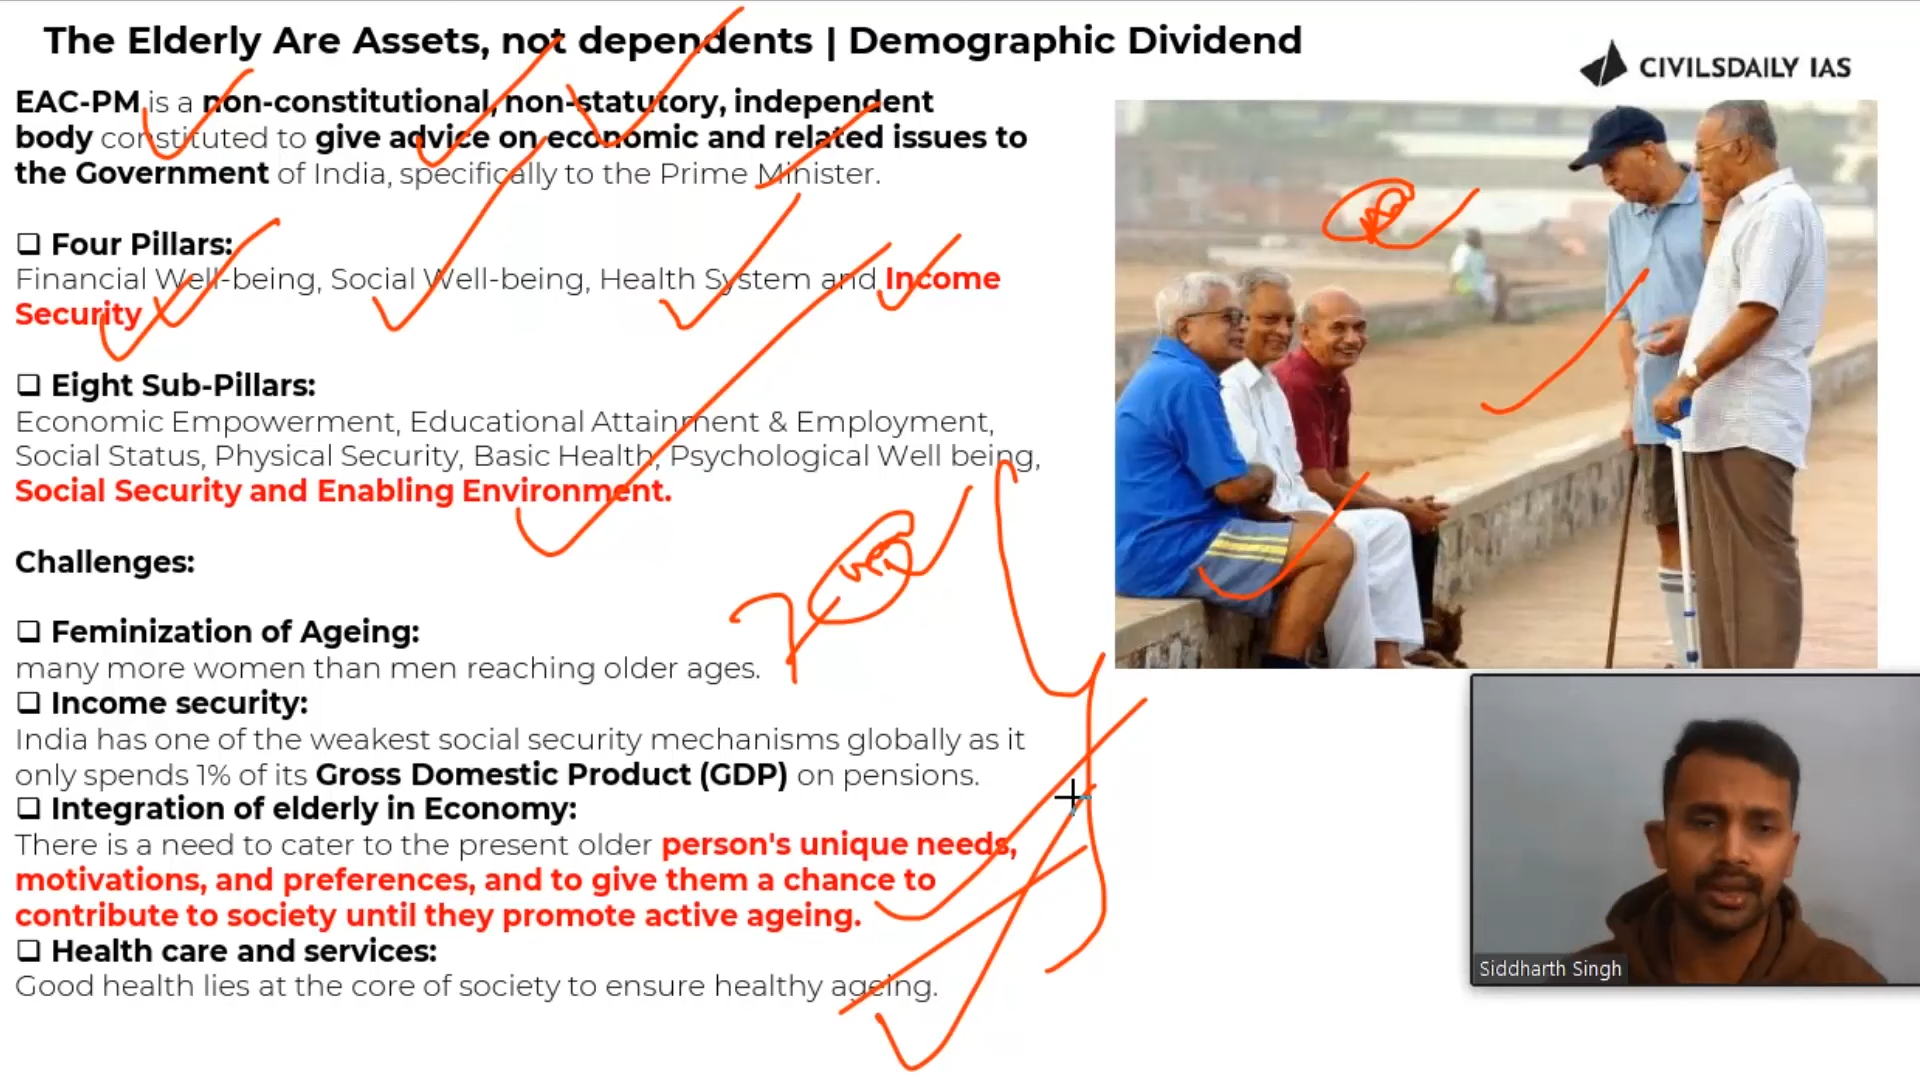 The Elderly Are Assets, not dependents | Demographic Dividend
CIVILSDAILY IAS
EAC-PM is a non-constitutional, non-statutory, independent
body constituted to give advice on economic and related issues to
the Government of India, specifically to the Prime Minister.
❑ Four Pillars:
Financial Well-being, Social Well-being, Health System and Income
Security
❑ Eight Sub-Pillars:
Economic Empowerment, Educational Attainment & Employment,
Social Status, Physical Security, Basic Health, Psychological Well being,
Social Security and Enabling Environment.
Challenges:
❑ Feminization of Ageing:
many more women than men reaching older ages.
❑ Income security:
India has one of the weakest social security mechanisms globally as it
only spends 1% of its Gross Domestic Product (GDP) on pensions.
❑ Integration of elderly in Economy:
There is a need to cater to the present older person's unique needs,
motivations, and preferences, and to give them a chance to
contribute to society until they promote active ageing.
❑ Health care and services:
Good health lies at the core of society to ensure healthy ageing.
Siddharth Singh